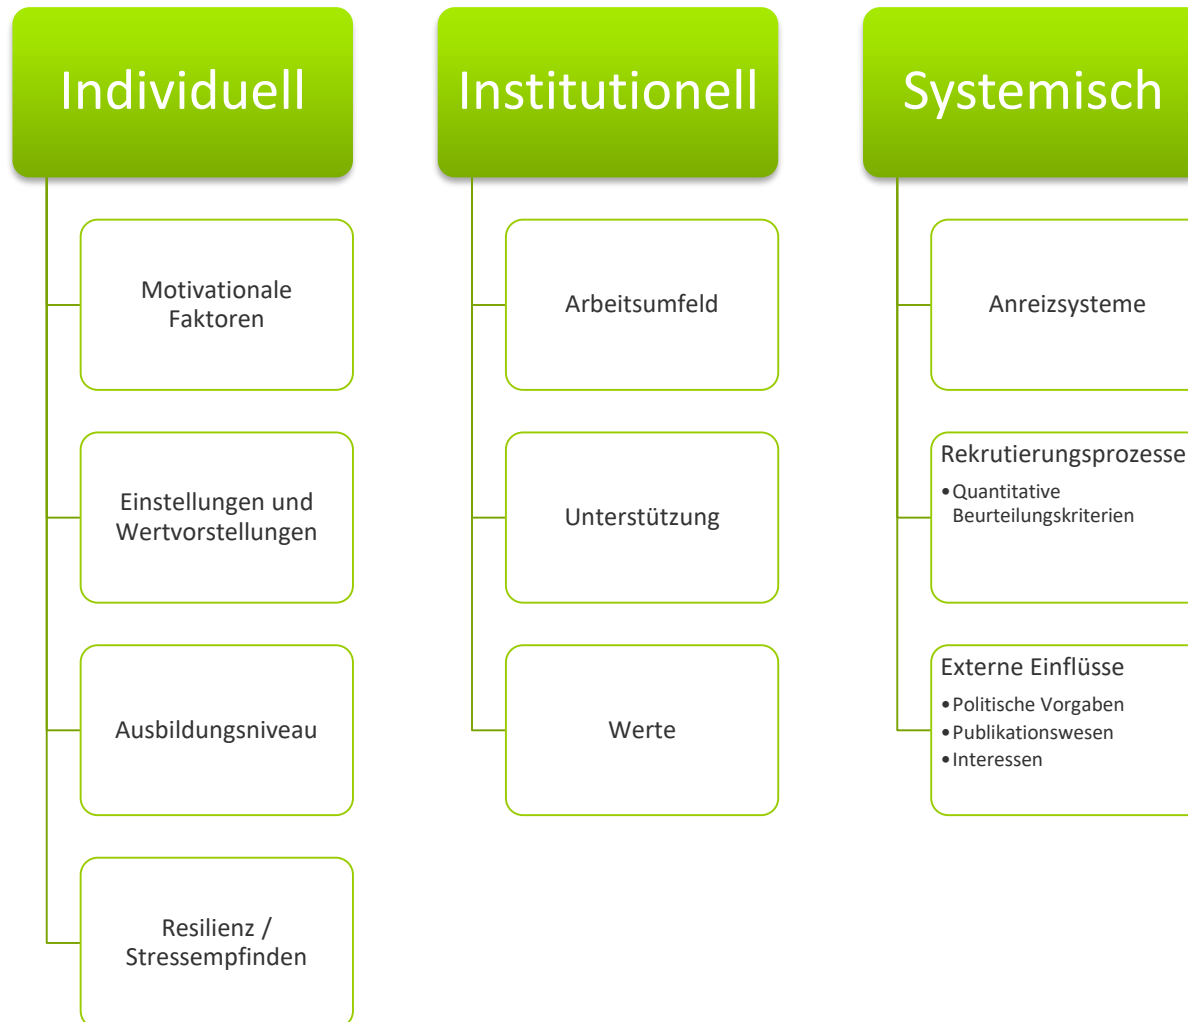 Individuell
Motivationale
Faktoren
Einstellungen und
Wertvorstellungen
Ausbildungsniveau
Resilienz /
Stressempfinden
Institutionell
Arbeitsumfeld
Unterstützung
Werte
Systemisch
Anreizsysteme
Rekrutierungsprozesse
•Quantitative
Beurteilungskriterien
Externe Einflüsse
•Politische Vorgaben
•Publikationswesen
•Interessen